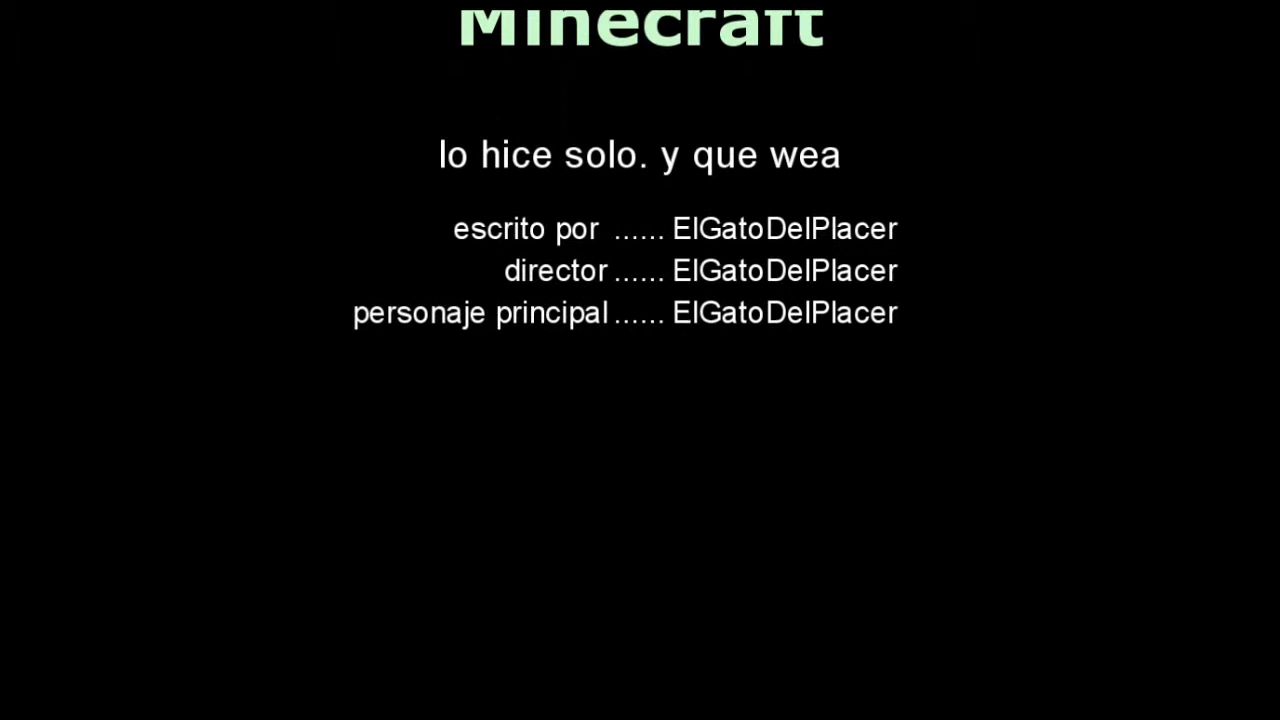 Minecraft
lo hice solo. y que wea
escrito por ...... ElGatoDelPlacer
director ...... ElGatoDelPlacer
personaje principal ...... ElGatoDelPlacer